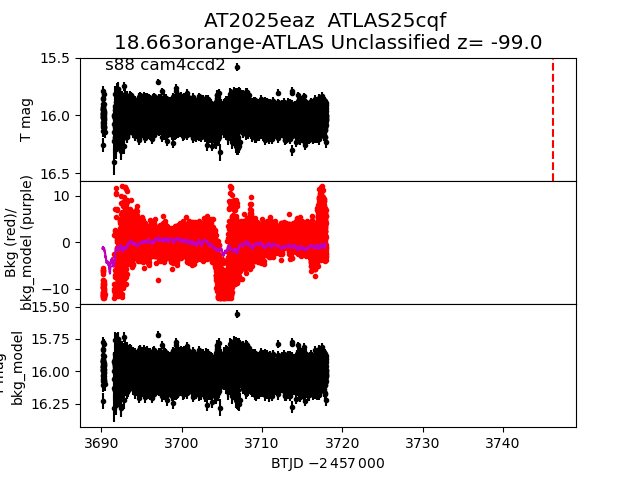 AT2025eaz  ATLAS25cqf
18.663orange-ATLAS Unclassified z= -99.0
s88 cam4ccd2
15.5
16.0
16.5
T mag
10
0
−10
Bkg (red)/
bkg_model (purple)
15.50
15.75
16.00
16.25
mag
bkg_model
3690
3700
3710
3720
3730
3740
BTJD −2 457 000